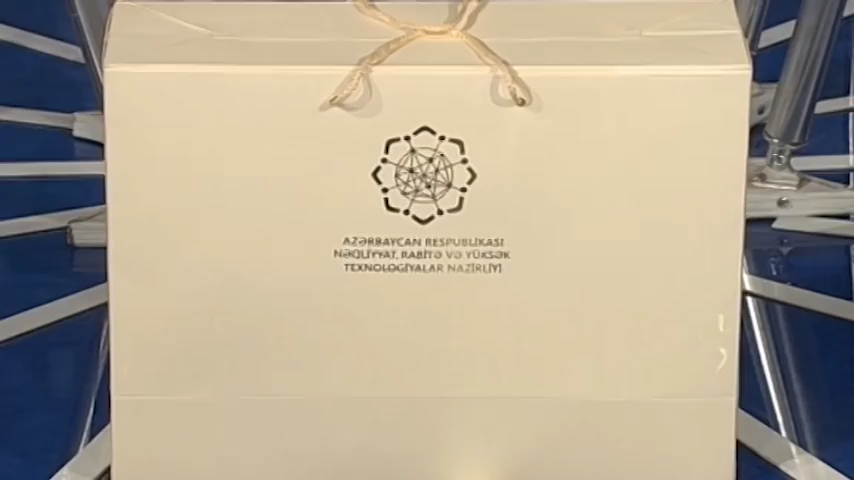 AZƏRBAYCAN RESPUBLİKASI
NƏQLİYYAT, RABİTƏ VƏ YÜKSƏK
TEXNOLOGİYALAR NAZİRLİYİ